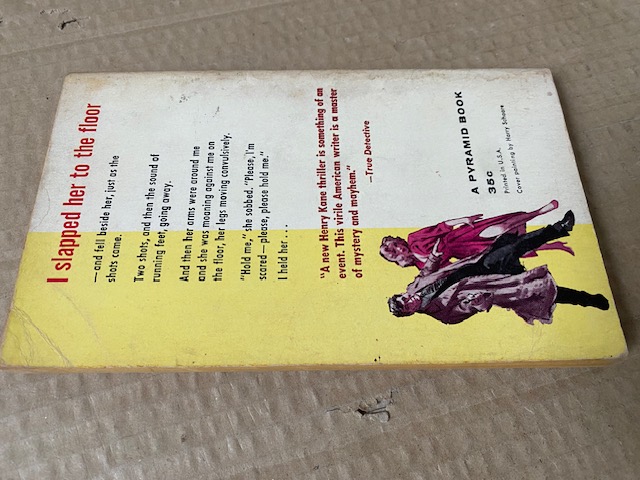 I slapped her to the floor
—and fell beside her, just as the
shots came.
Two shots, and then the sound of
running feet, going away.
And then her arms were around me
and she was moaning against me on
the floor, her legs moving convulsively.
"Hold me," she sobbed. "Please, I'm
scared—please, please hold me."
I held her . . .
"A new Henry Kane thriller is something of an
event. This virile American writer is a master
of mystery and mayhem."
—True Detective
A PYRAMID BOOK
35c
Printed in U.S.A.
Cover painting by Harry Schaare